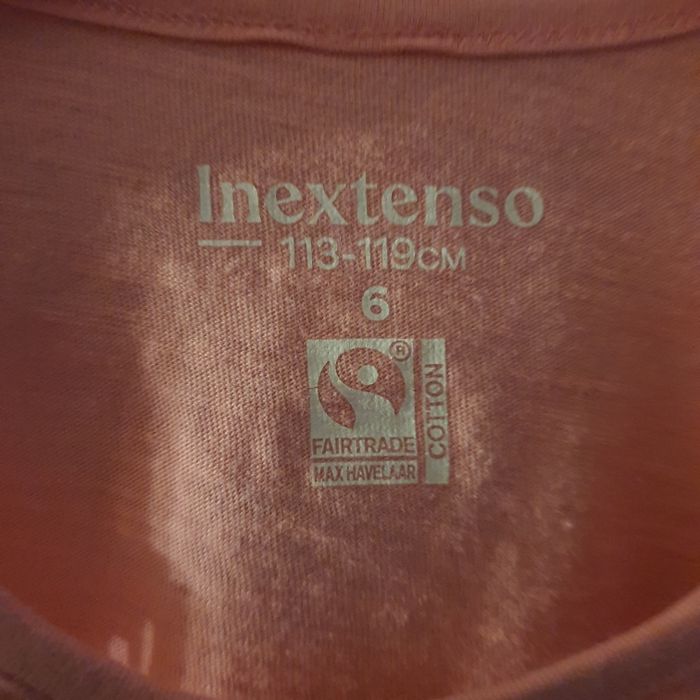 Inextenso
113-119CM
6
®
FAIRTRADE
MAX HAVELAAR
COTTON